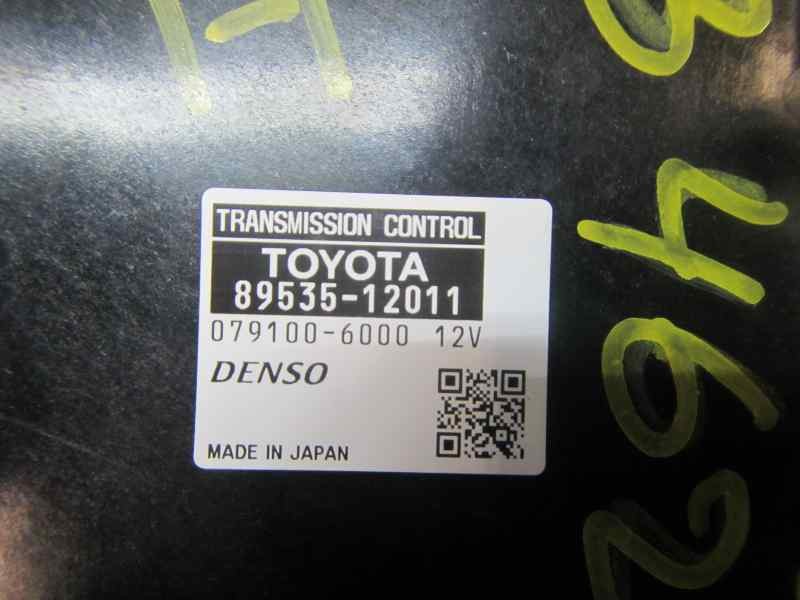 TRANSMISSION CONTROL
TOYOTA
89535-12011
079100-6000 12V
DENSO
MADE IN JAPAN